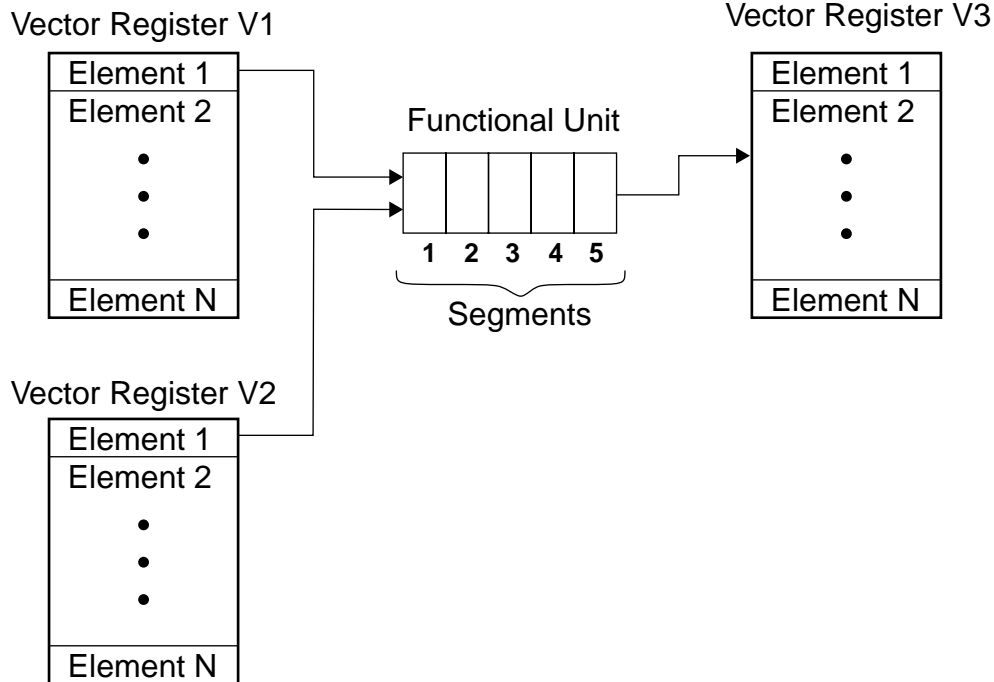 Vector Register V1
Element 1
Element 2
Element N
Functional Unit
1 2 3 4 5
Segments
Vector Register V3
Element 1
Element 2
Element N
Vector Register V2
Element 1
Element 2
Element N